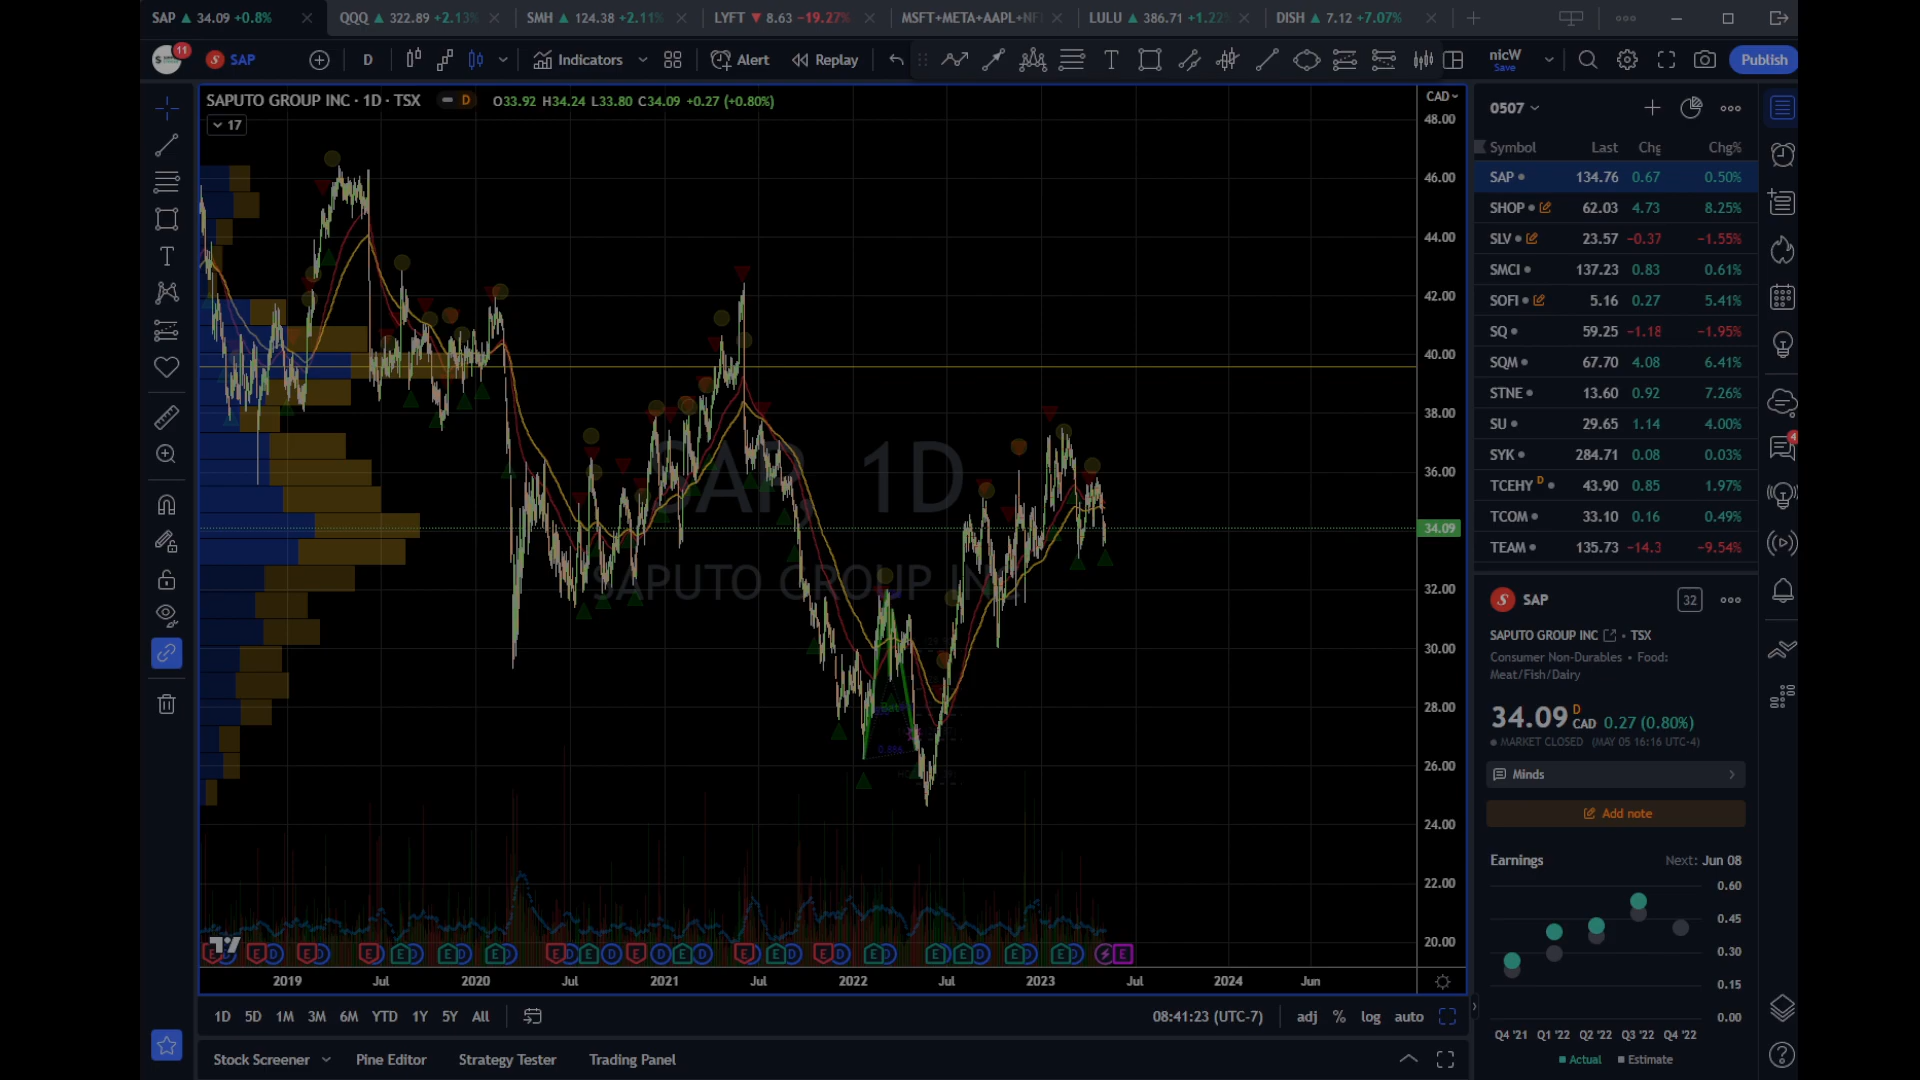 SAP ▲ 34.09 +0.8%
QQQ ▲ 322.89 +2.13%
SMH ▲ 124.38 +2.11%
LYFT ▼ 8.63 −19.27%
MSFT+META+AAPL+NF
LULU ▲ 386.71 +1.22%
DISH ▲ 7.12 +7.07%
11
SAP
D
Indicators
Alert
Replay
nicW
Save
Publish
SAPUTO GROUP INC · 1D · TSX
D
O33.92 H34.24 L33.80 C34.09 +0.27 (+0.80%)
17
CAD
48.00
46.00
44.00
42.00
40.00
38.00
36.00
34.09
32.00
30.00
28.00
26.00
24.00
22.00
20.00
SAP, 1D
SAPUTO GROUP INC
Bat
2019
Jul
2020
Jul
2021
Jul
2022
Jul
2023
Jul
2024
Jun
1D 5D 1M 3M 6M YTD 1Y 5Y All
08:41:23 (UTC-7)
adj % log auto
Stock Screener
Pine Editor
Strategy Tester
Trading Panel
0507
Symbol Last Chg Chg%
SAP 134.76 0.67 0.50%
SHOP 62.03 4.73 8.25%
SLV 23.57 −0.37 −1.55%
SMCI 137.23 0.83 0.61%
SOFI 5.16 0.27 5.41%
SQ 59.25 −1.18 −1.95%
SQM 67.70 4.08 6.41%
STNE 13.60 0.92 7.26%
SU 29.65 1.14 4.00%
SYK 284.71 0.08 0.03%
TCEHY D 43.90 0.85 1.97%
TCOM 33.10 0.16 0.49%
TEAM 135.73 −14.3 −9.54%
4
SAP
32
SAPUTO GROUP INC • TSX
Consumer Non-Durables • Food:
Meat/Fish/Dairy
34.09 D CAD 0.27 (0.80%)
MARKET CLOSED (MAY 05 16:16 UTC-4)
Minds
Add note
Earnings
Next: Jun 08
0.60
0.45
0.30
0.15
0.00
Q4 '21 Q1 '22 Q2 '22 Q3 '22 Q4 '22
Actual Estimate